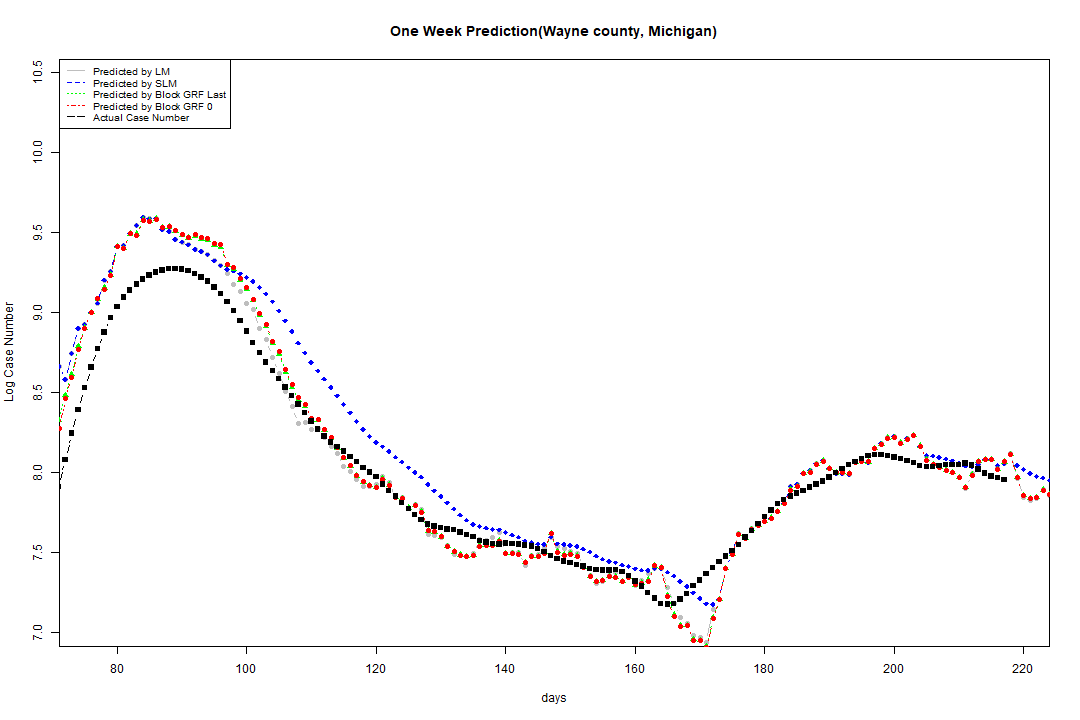 One Week Prediction(Wayne county, Michigan)
Predicted by LM
Predicted by SLM
Predicted by Block GRF Last
Predicted by Block GRF 0
Actual Case Number
10.5
10.0
9.5
9.0
8.5
8.0
7.5
7.0
Log Case Number
80 100 120 140 160 180 200 220
days